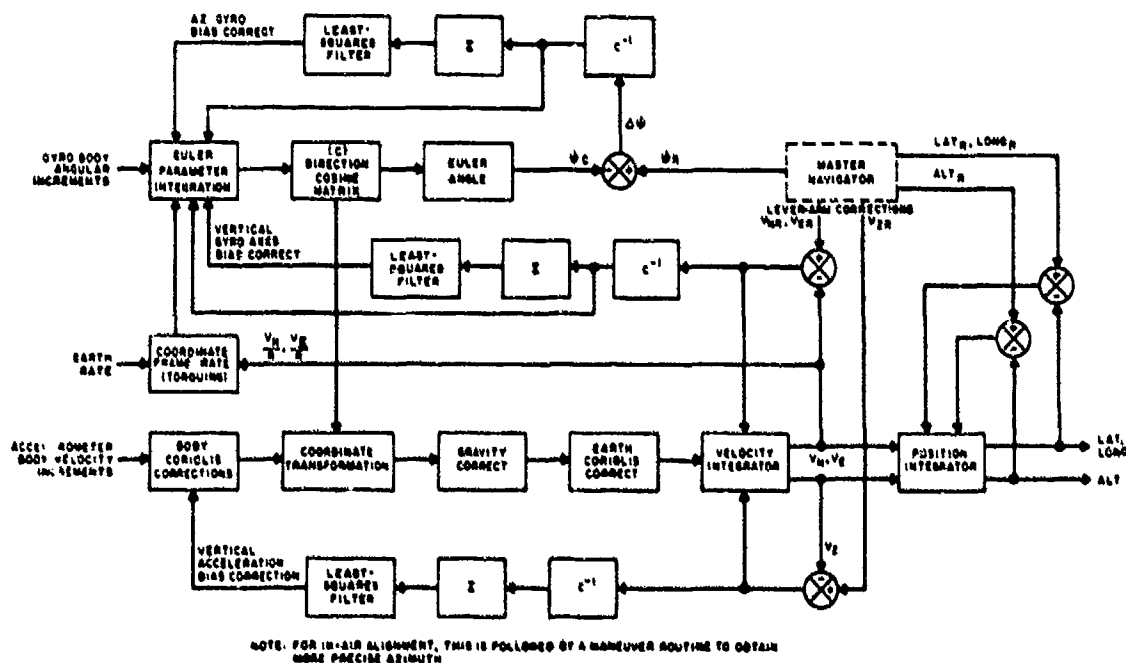 AZ GYRO
BIAS CORRECT
LEAST-
SQUARES
FILTER
Σ
C⁻¹
Δψ
GYRO BODY
ANGULAR
INCREMENTS
EULER
PARAMETER
INTEGRATION
(C)
DIRECTION
COSINE
MATRIX
EULER
ANGLE
ψC
ψR
MASTER
NAVIGATOR
LATR, LONGR
ALTR
LEVER-ARM CORRECTIONS
VNR, VER
VZR
VERTICAL
GYRO AXES
BIAS CORRECT
LEAST-
SQUARES
FILTER
Σ
C⁻¹
EARTH
RATE
COORDINATE
FRAME RATE
(TORQUING)
VN/R, VE/R
ACCELEROMETER
BODY VELOCITY
INCREMENTS
BODY
CORIOLIS
CORRECTIONS
COORDINATE
TRANSFORMATION
GRAVITY
CORRECT
EARTH
CORIOLIS
CORRECT
VELOCITY
INTEGRATOR
VN, VE
POSITION
INTEGRATOR
LAT,
LONG
ALT
VERTICAL
ACCELERATION
BIAS CORRECTION
LEAST-
SQUARES
FILTER
Σ
C⁻¹
VZ
NOTE: FOR IN-AIR ALIGNMENT, THIS IS FOLLOWED BY A MANEUVER ROUTINE TO OBTAIN
MORE PRECISE AZIMUTH